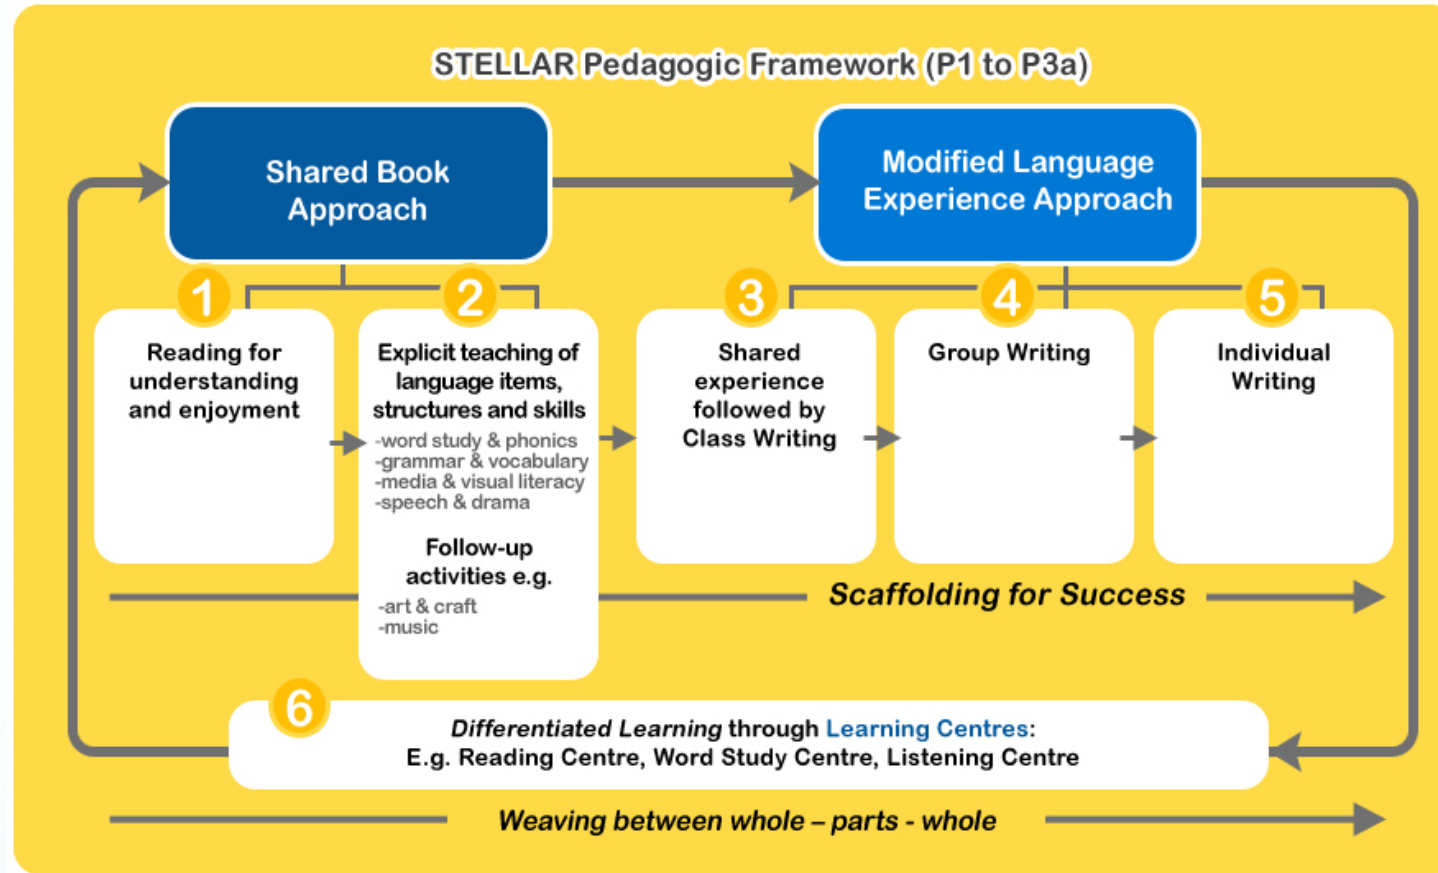 STELLAR Pedagogic Framework (P1 to P3a)
Shared Book
Approach
Modified Language
Experience Approach
1
Reading for
understanding
and enjoyment
2
Explicit teaching of
language items,
structures and skills
-word study & phonics
-grammar & vocabulary
-media & visual literacy
-speech & drama
Follow-up
activities e.g.
-art & craft
-music
3
Shared
experience
followed by
Class Writing
4
Group Writing
5
Individual
Writing
Scaffolding for Success
6
Differentiated Learning through Learning Centres:
E.g. Reading Centre, Word Study Centre, Listening Centre
Weaving between whole – parts - whole